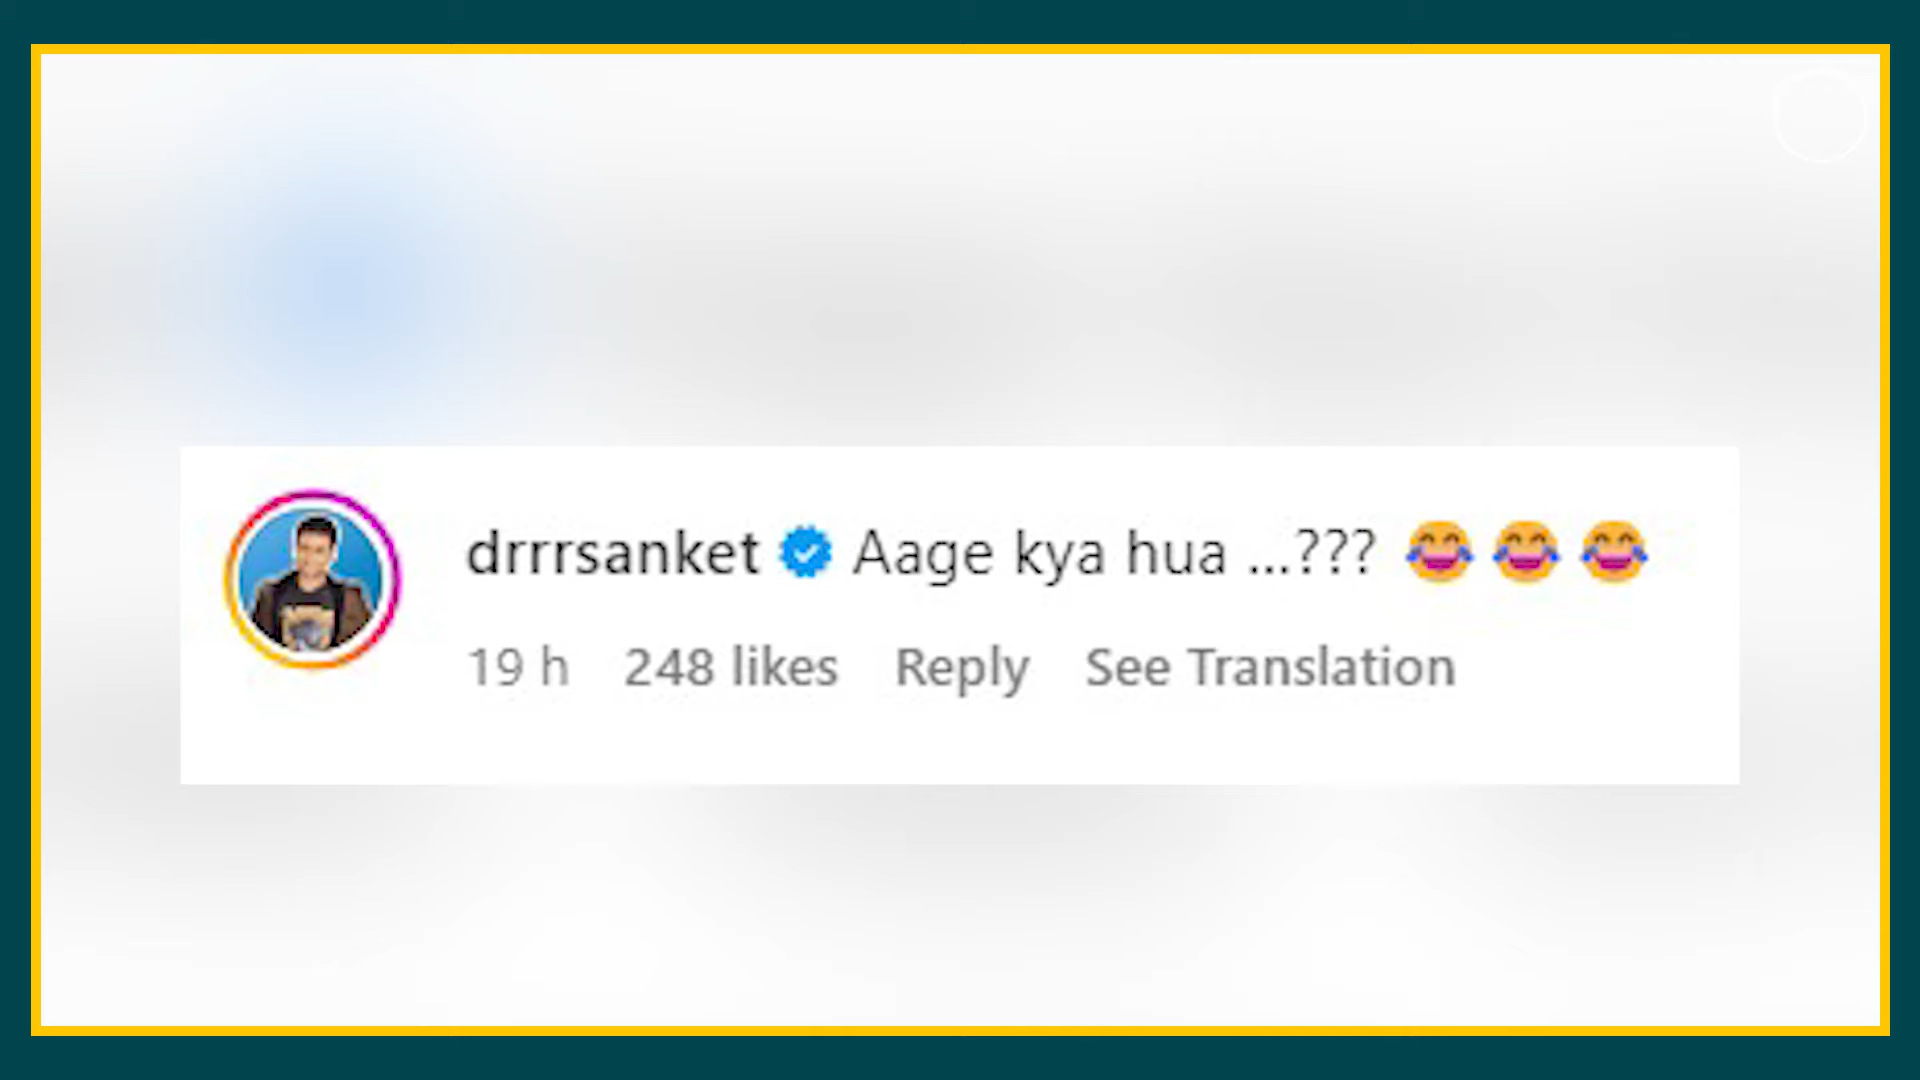 drrrsanket Aage kya hua ...??? 😂 😂 😂
19 h 248 likes Reply See Translation